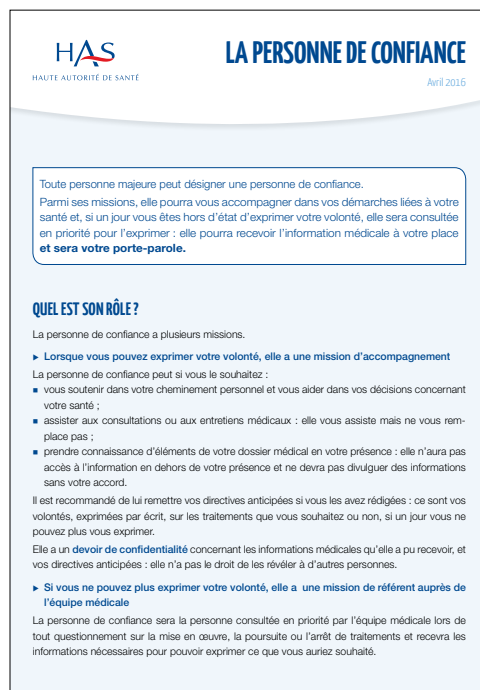 HAS
HAUTE AUTORITÉ DE SANTÉ
LA PERSONNE DE CONFIANCE
Avril 2016
Toute personne majeure peut désigner une personne de confiance.
Parmi ses missions, elle pourra vous accompagner dans vos démarches liées à votre
santé et, si un jour vous êtes hors d'état d'exprimer votre volonté, elle sera consultée
en priorité pour l'exprimer : elle pourra recevoir l'information médicale à votre place
et sera votre porte-parole.
QUEL EST SON RÔLE ?
La personne de confiance a plusieurs missions.
► Lorsque vous pouvez exprimer votre volonté, elle a une mission d'accompagnement
La personne de confiance peut si vous le souhaitez :
■ vous soutenir dans votre cheminement personnel et vous aider dans vos décisions concernant
votre santé ;
■ assister aux consultations ou aux entretiens médicaux : elle vous assiste mais ne vous rem-
place pas ;
■ prendre connaissance d'éléments de votre dossier médical en votre présence : elle n'aura pas
accès à l'information en dehors de votre présence et ne devra pas divulguer des informations
sans votre accord.
Il est recommandé de lui remettre vos directives anticipées si vous les avez rédigées : ce sont vos
volontés, exprimées par écrit, sur les traitements que vous souhaitez ou non, si un jour vous ne
pouvez plus vous exprimer.
Elle a un devoir de confidentialité concernant les informations médicales qu'elle a pu recevoir, et
vos directives anticipées : elle n'a pas le droit de les révéler à d'autres personnes.
► Si vous ne pouvez plus exprimer votre volonté, elle a une mission de référent auprès de
l'équipe médicale
La personne de confiance sera la personne consultée en priorité par l'équipe médicale lors de
tout questionnement sur la mise en œuvre, la poursuite ou l'arrêt de traitements et recevra les
informations nécessaires pour pouvoir exprimer ce que vous auriez souhaité.